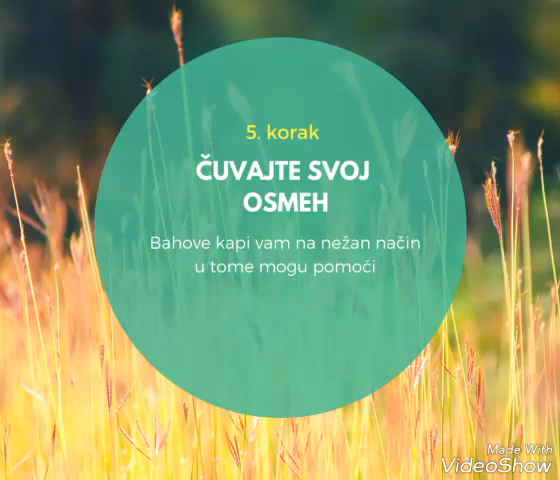 5. korak
ČUVAJTE SVOJ
OSMEH
Bahove kapi vam na nežan način
u tome mogu pomoći
Made With
VideoShow